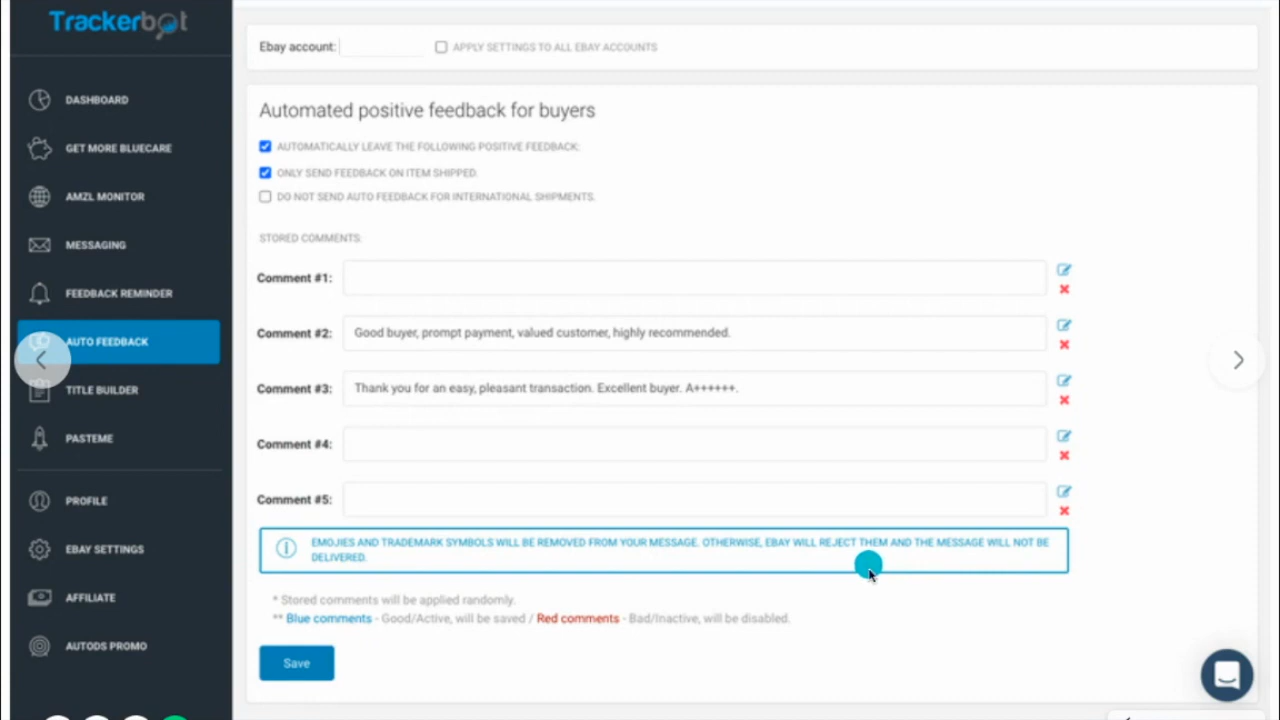 Trackerbot
DASHBOARD
GET MORE BLUECARE
AMZL MONITOR
MESSAGING
FEEDBACK REMINDER
AUTO FEEDBACK
TITLE BUILDER
PASTEME
PROFILE
EBAY SETTINGS
AFFILIATE
AUTODS PROMO
Ebay account:
APPLY SETTINGS TO ALL EBAY ACCOUNTS
Automated positive feedback for buyers
AUTOMATICALLY LEAVE THE FOLLOWING POSITIVE FEEDBACK:
ONLY SEND FEEDBACK ON ITEM SHIPPED.
DO NOT SEND AUTO FEEDBACK FOR INTERNATIONAL SHIPMENTS.
STORED COMMENTS:
Comment #1:
Comment #2: Good buyer, prompt payment, valued customer, highly recommended.
Comment #3: Thank you for an easy, pleasant transaction. Excellent buyer. A++++++.
Comment #4:
Comment #5:
EMOJIES AND TRADEMARK SYMBOLS WILL BE REMOVED FROM YOUR MESSAGE. OTHERWISE, EBAY WILL REJECT THEM AND THE MESSAGE WILL NOT BE
DELIVERED.
* Stored comments will be applied randomly.
** Blue comments - Good/Active, will be saved / Red comments - Bad/Inactive, will be disabled.
Save